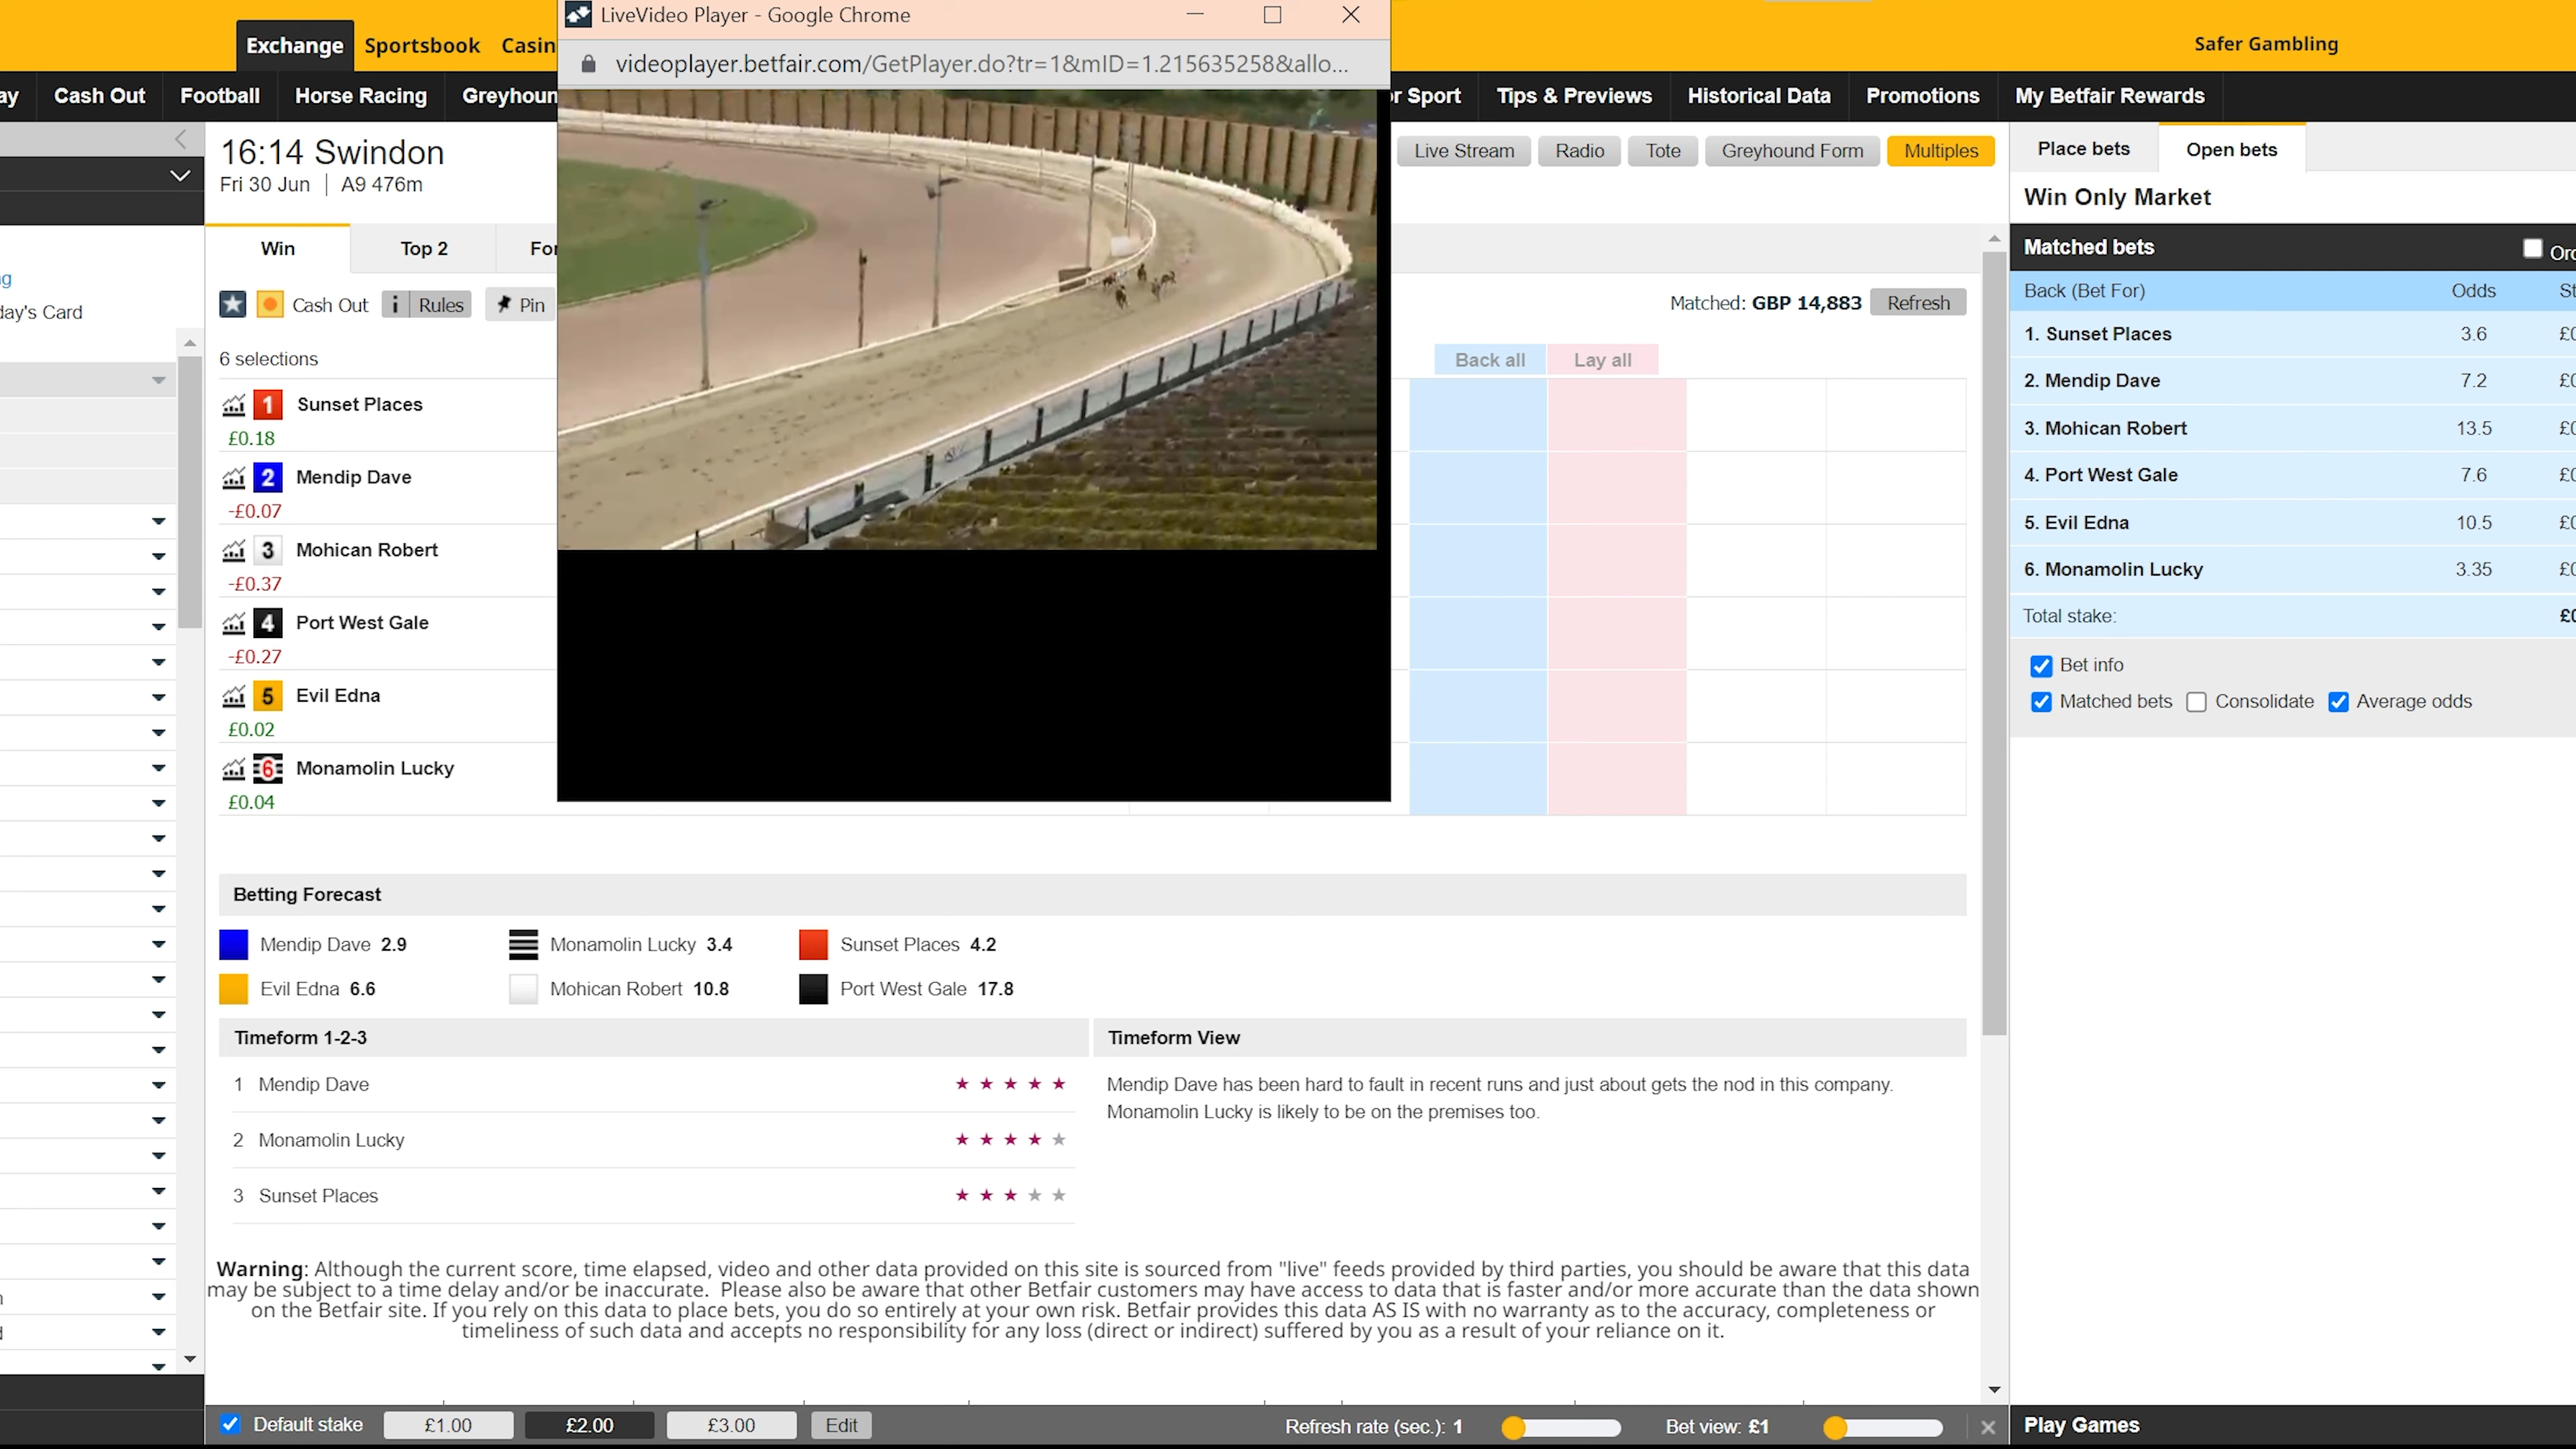 LiveVideo Player - Google Chrome
Exchange Sportsbook
Safer Gambling
videoplayer.betfair.com/GetPlayer.do?tr=1&mID=1.215635258&allo...
Cash Out Football Horse Racing
Sport Tips & Previews Historical Data Promotions My Betfair Rewards
16:14 Swindon
Fri 30 Jun | A9 476m
Live Stream Radio Tote Greyhound Form Multiples
Place bets Open bets
Win Only Market
Win Top 2
Matched bets
Back (Bet For) Odds
Cash Out i Rules Pin
Matched: GBP 14,883 Refresh
day's Card
6 selections
Back all Lay all
1 Sunset Places
£0.18
2 Mendip Dave
-£0.07
3 Mohican Robert
-£0.37
4 Port West Gale
-£0.27
5 Evil Edna
£0.02
6 Monamolin Lucky
£0.04
1. Sunset Places 3.6
2. Mendip Dave 7.2
3. Mohican Robert 13.5
4. Port West Gale 7.6
5. Evil Edna 10.5
6. Monamolin Lucky 3.35
Total stake:
Bet info
Matched bets Consolidate Average odds
Betting Forecast
Mendip Dave 2.9 Monamolin Lucky 3.4 Sunset Places 4.2
Evil Edna 6.6 Mohican Robert 10.8 Port West Gale 17.8
Timeform 1-2-3
1 Mendip Dave
2 Monamolin Lucky
3 Sunset Places
Timeform View
Mendip Dave has been hard to fault in recent runs and just about gets the nod in this company.
Monamolin Lucky is likely to be on the premises too.
Warning: Although the current score, time elapsed, video and other data provided on this site is sourced from "live" feeds provided by third parties, you should be aware that this data
may be subject to a time delay and/or be inaccurate. Please also be aware that other Betfair customers may have access to data that is faster and/or more accurate than the data shown
on the Betfair site. If you rely on this data to place bets, you do so entirely at your own risk. Betfair provides this data AS IS with no warranty as to the accuracy, completeness or
timeliness of such data and accepts no responsibility for any loss (direct or indirect) suffered by you as a result of your reliance on it.
Default stake £1.00 £2.00 £3.00 Edit
Refresh rate (sec.): 1 Bet view: £1
Play Games